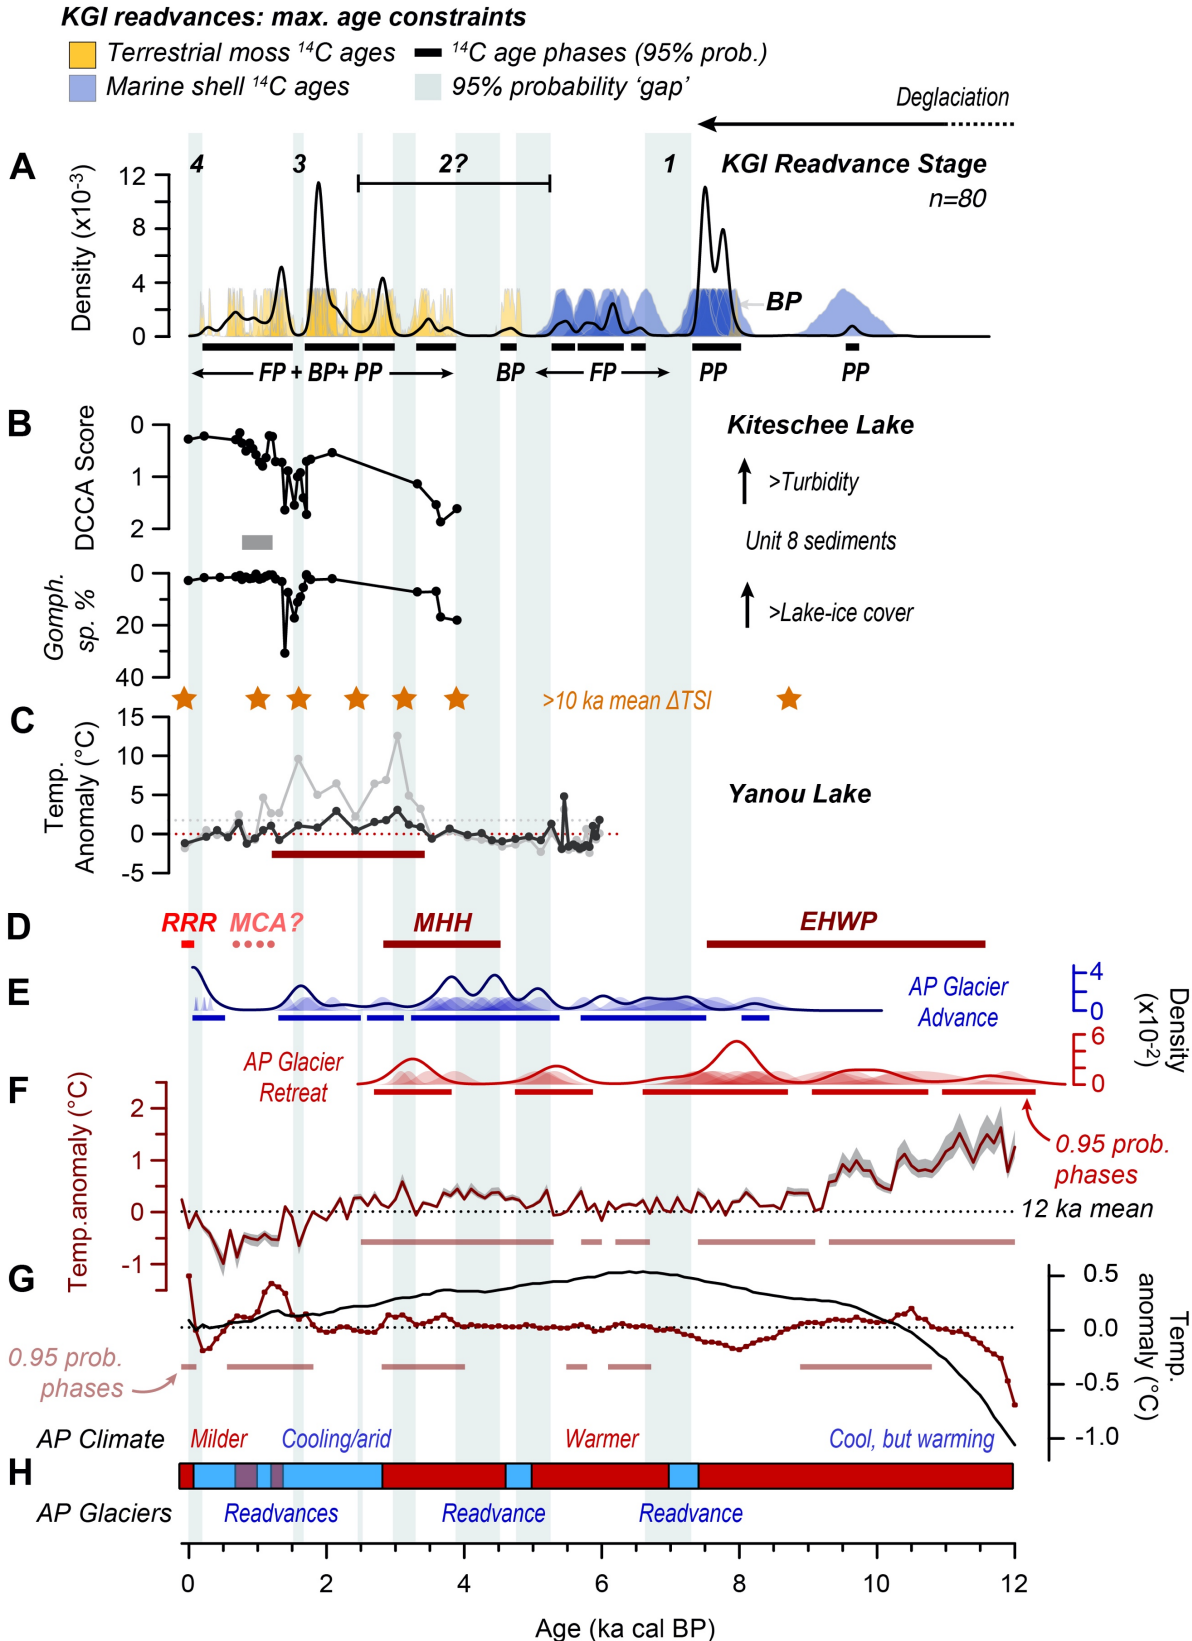 KGI readvances: max. age constraints
Terrestrial moss ¹⁴C ages
¹⁴C age phases (95% prob.)
Marine shell ¹⁴C ages
95% probability ‘gap’
Deglaciation
A
4
3
2?
1
KGI Readvance Stage
n=80
Density (x10⁻³)
12
8
4
0
BP
FP + BP+ PP
BP
FP
PP
PP
B
DCCA Score
0
1
2
Kiteschee Lake
>Turbidity
Unit 8 sediments
Gomph.
sp. %
0
20
40
>Lake-ice cover
>10 ka mean ΔTSI
C
Temp.
Anomaly (°C)
15
10
5
0
-5
Yanou Lake
D
RRR
MCA?
MHH
EHWP
E
AP Glacier
Advance
4
0
Density
(x10⁻²)
AP Glacier
Retreat
6
0
F
Temp.anomaly (°C)
2
1
0
-1
0.95 prob.
phases
12 ka mean
G
0.5
0.0
-0.5
-1.0
Temp.
anomaly (°C)
0.95 prob.
phases
AP Climate
Milder
Cooling/arid
Warmer
Cool, but warming
H
AP Glaciers
Readvances
Readvance
Readvance
0
2
4
6
8
10
12
Age (ka cal BP)